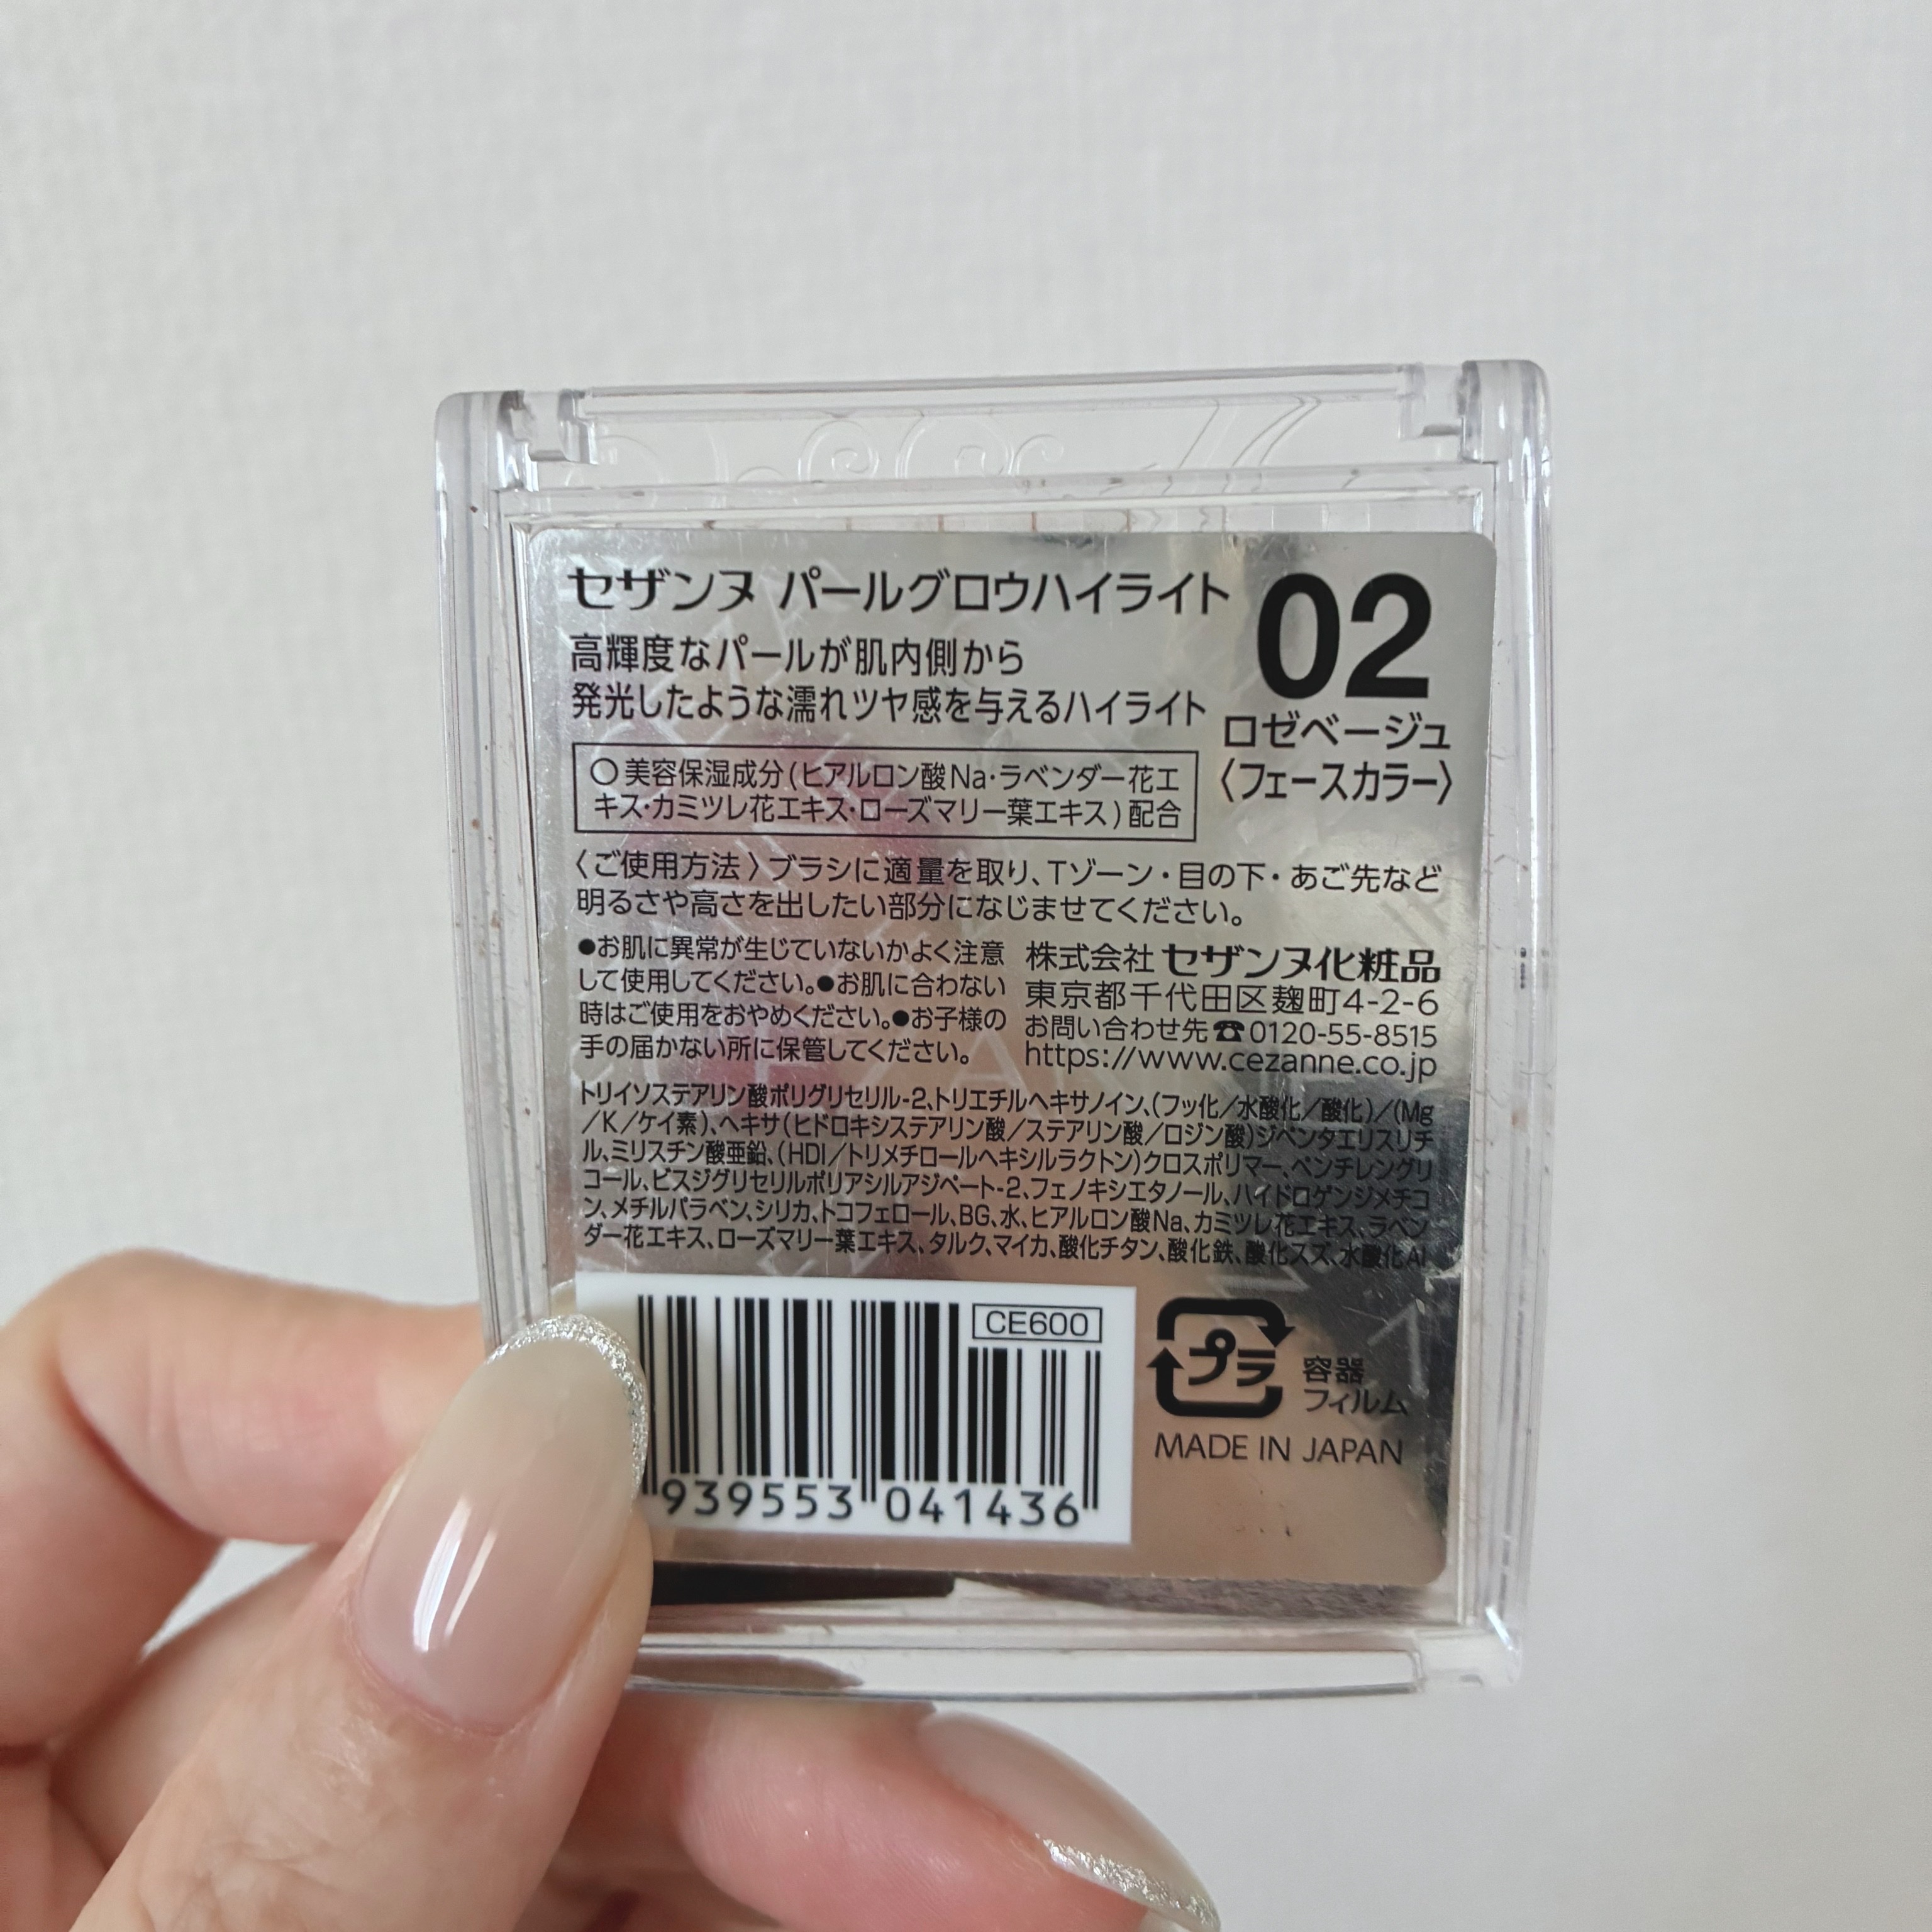 セザンヌ パールグロウハイライト
02
高輝度なパールが肌内側から
発光したような濡れツヤ感を与えるハイライト
ロゼベージュ
〈フェースカラー〉
○美容保湿成分(ヒアルロン酸Na・ラベンダー花エ
キス・カミツレ花エキス・ローズマリー葉エキス)配合
〈ご使用方法〉ブラシに適量を取り、Tゾーン・目の下・あご先など
明るさや高さを出したい部分になじませてください。
●お肌に異常が生じていないかよく注意
して使用してください。●お肌に合わない
時はご使用をおやめください。●お子様の
手の届かない所に保管してください。
株式会社 セザンヌ化粧品
東京都千代田区麹町4-2-6
お問い合わせ先☎0120-55-8515
https://www.cezanne.co.jp
トリイソステアリン酸ポリグリセリル-2、トリエチルヘキサノイン、(フッ化/水酸化/酸化)/(Mg
/K/ケイ素)、ヘキサ(ヒドロキシステアリン酸/ステアリン酸/ロジン酸)ジペンタエリスリチ
ル、ミリスチン酸亜鉛、(HDI/トリメチロールヘキシルラクトン)クロスポリマー、ペンチレングリ
コール、ビスジグリセリルポリアシルアジペート-2、フェノキシエタノール、ハイドロゲンジメチコ
ン、メチルパラベン、シリカ、トコフェロール、BG、水、ヒアルロン酸Na、カミツレ花エキス、ラベン
ダー花エキス、ローズマリー葉エキス、タルク、マイカ、酸化チタン、酸化鉄、酸化スズ、水酸化Al
CE600
939553 041436
プラ
容器
フィルム
MADE IN JAPAN